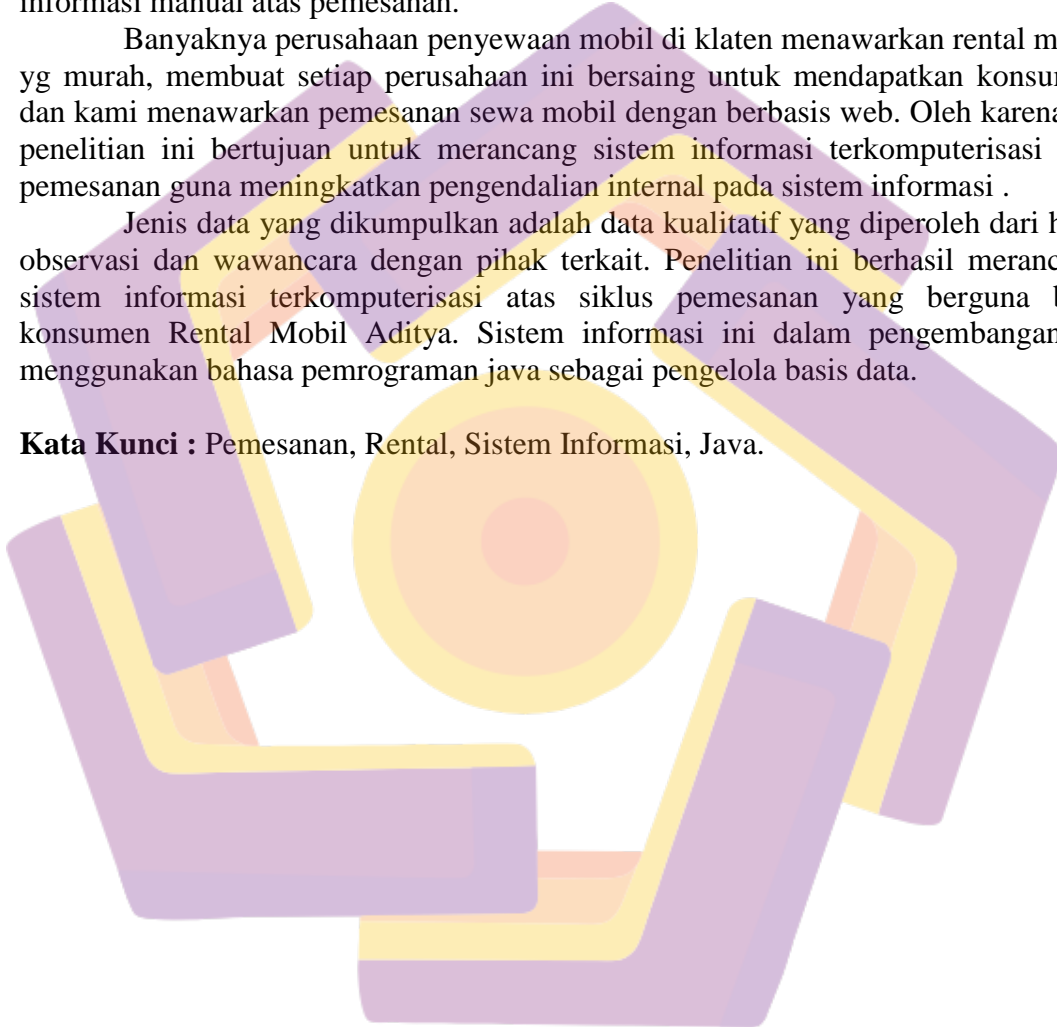 informasi manual atas pemesanan.
Banyaknya perusahaan penyewaan mobil di klaten menawarkan rental
yg murah, membuat setiap perusahaan ini bersaing untuk mendapatkan
dan kami menawarkan pemesanan sewa mobil dengan berbasis web. Oleh
penelitian ini bertujuan untuk merancang sistem informasi terkomputerisasi
pemesanan guna meningkatkan pengendalian internal pada sistem informasi .
Jenis data yang dikumpulkan adalah data kualitatif yang diperoleh dari
observasi dan wawancara dengan pihak terkait. Penelitian ini berhasil
sistem informasi terkomputerisasi atas siklus pemesanan yang berguna
konsumen Rental Mobil Aditya. Sistem informasi ini dalam
menggunakan bahasa pemrograman java sebagai pengelola basis data.
Kata Kunci : Pemesanan, Rental, Sistem Informasi, Java.